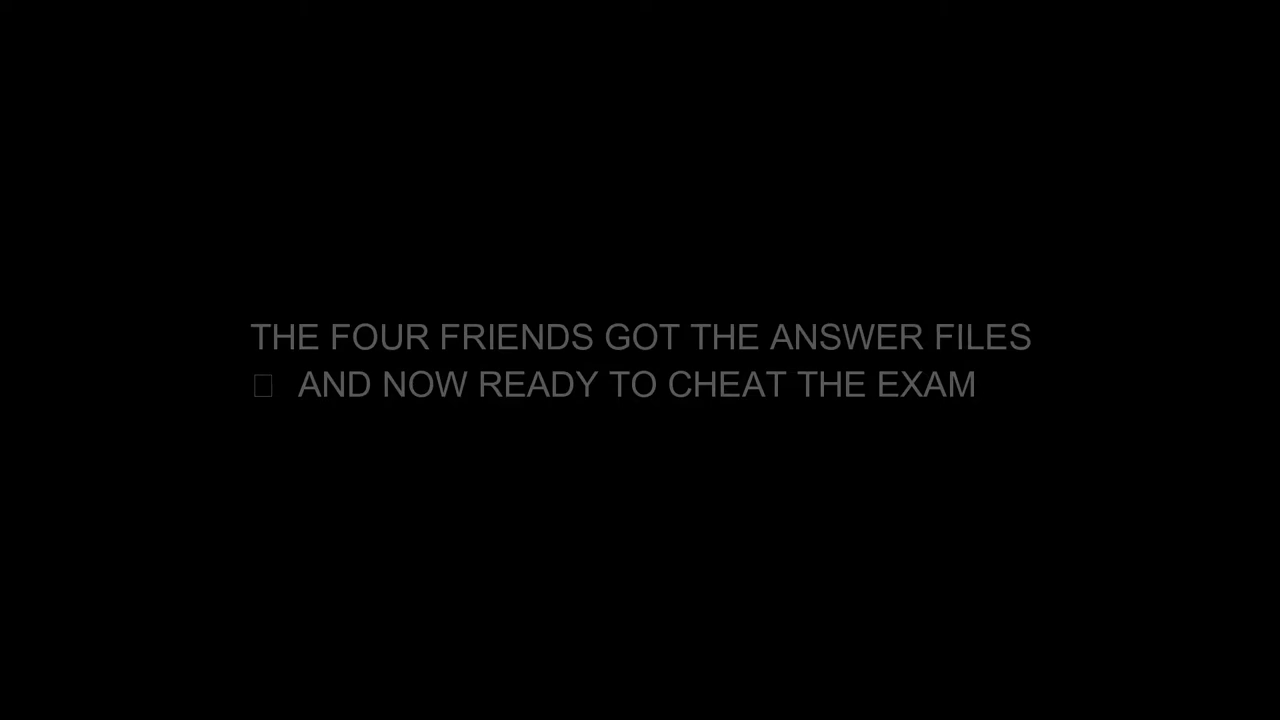 THE FOUR FRIENDS GOT THE ANSWER FILES
AND NOW READY TO CHEAT THE EXAM